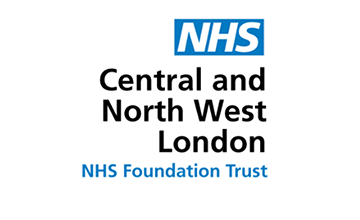 NHS
Central and
North West
London
NHS Foundation Trust